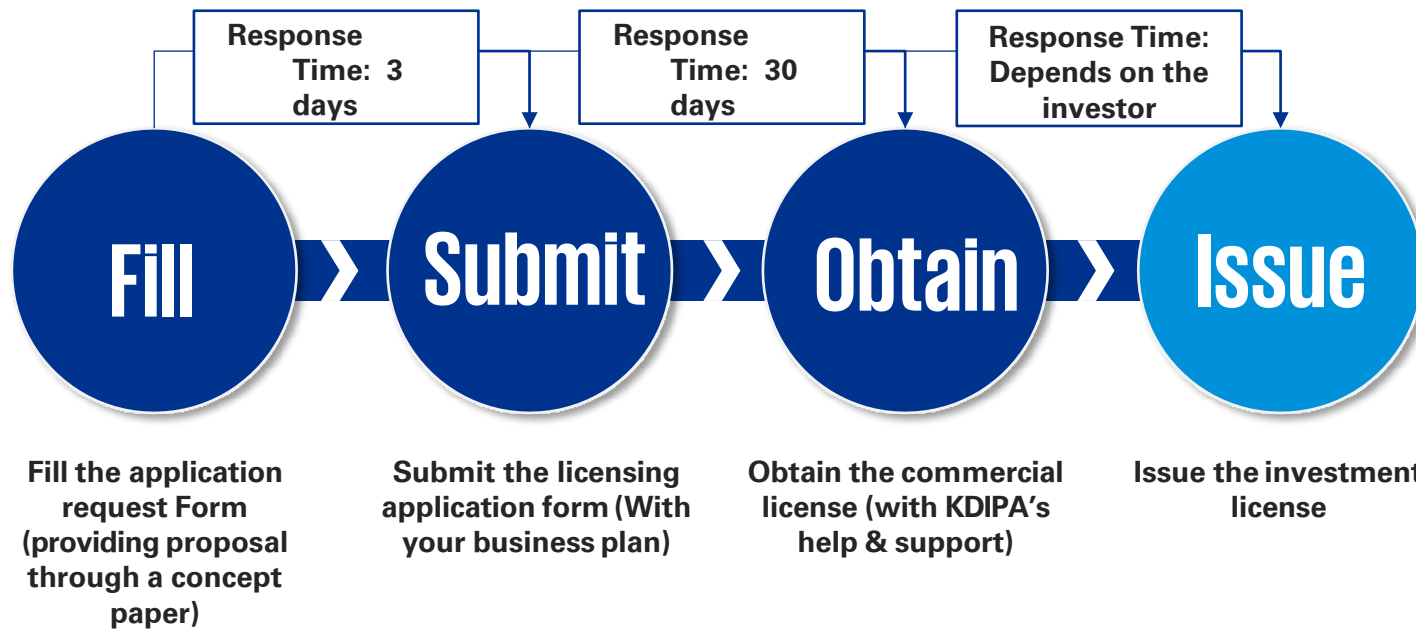 Response
Time: 3
days
Response
Time: 30
days
Response Time:
Depends on the
investor
Fill
Submit
Obtain
Issue
Fill the application
request Form
(providing proposal
through a concept
paper)
Submit the licensing
application form (With
your business plan)
Obtain the commercial
license (with KDIPA's
help & support)
Issue the investment
license